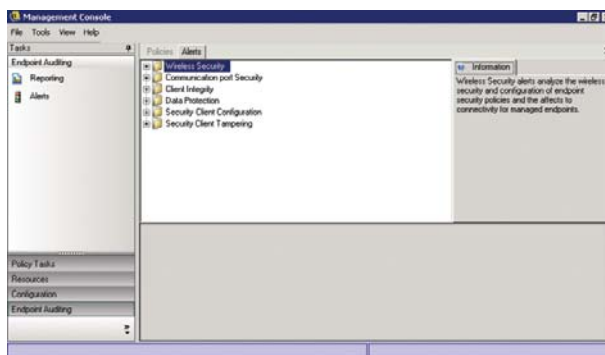 Management Console
File Tools View Help
Tasks
Policies Alerts
Endpoint Auditing
Reporting
Alerts
Wireless Security
Communication port Security
Client Integrity
Data Protection
Security Client Configuration
Security Client Tampering
Information
Wireless Security alerts analyze the wireless
security and configuration of endpoint
security policies and the affects to
connectivity for managed endpoints.
Policy Tasks
Resources
Configuration
Endpoint Auditing